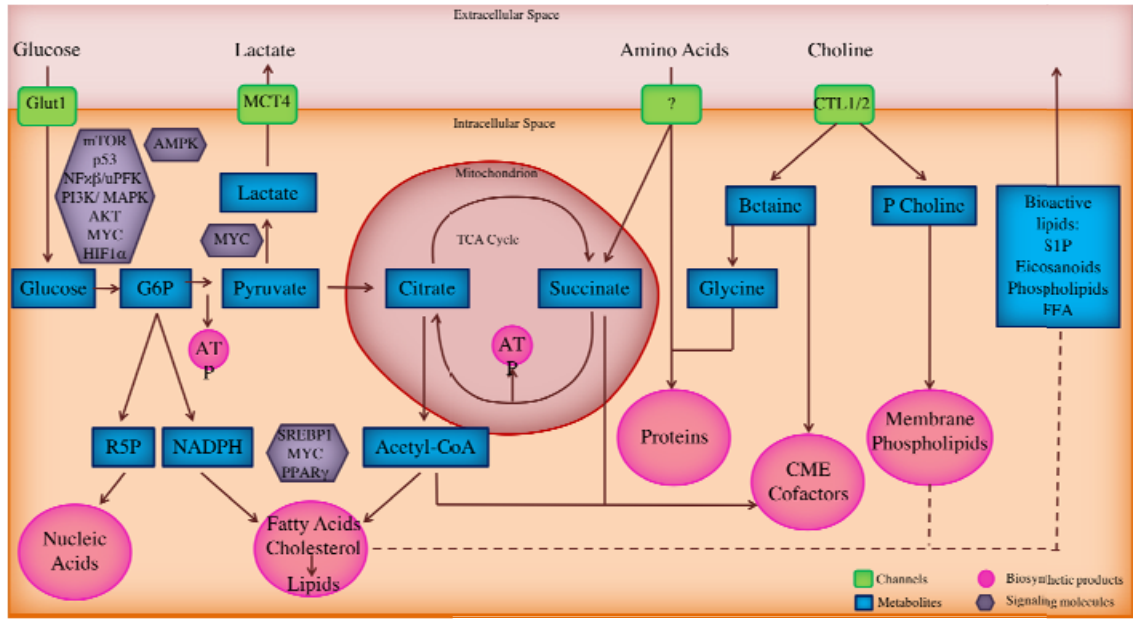 Extracellular Space
Glucose
Lactate
Amino Acids
Choline
Glut1
MCT4
?
CTL1/2
Intracellular Space
mTOR
p53
NFκβ/uPFK
PI3K/ MAPK
AKT
MYC
HIF1α
AMPK
Lactate
MYC
Mitochondrion
TCA Cycle
Betaine
P Choline
Bioactive
lipids:
S1P
Eicosanoids
Phospholipids
FFA
Glucose
G6P
Pyruvate
Citrate
Succinate
Glycine
AT
P
AT
P
R5P
NADPH
SREBP1
MYC
PPARγ
Acetyl-CoA
Proteins
Membrane
Phospholipids
CME
Cofactors
Nucleic
Acids
Fatty Acids
Cholesterol
Lipids
Channels
Biosynthetic products
Metabolites
Signaling molecules